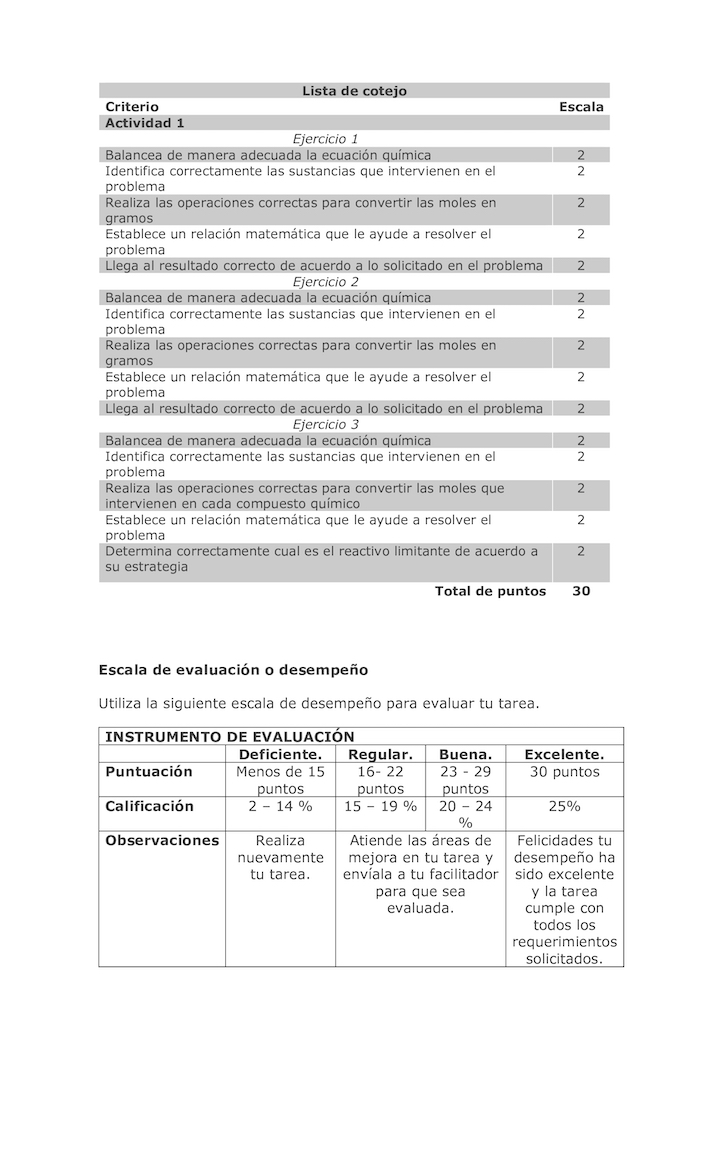 Lista de cotejo
Criterio Escala
Actividad 1
Ejercicio 1
Balancea de manera adecuada la ecuación química 2
Identifica correctamente las sustancias que intervienen en el 2
problema
Realiza las operaciones correctas para convertir las moles en 2
gramos
Establece un relación matemática que le ayude a resolver el 2
problema
Llega al resultado correcto de acuerdo a lo solicitado en el problema 2
Ejercicio 2
Balancea de manera adecuada la ecuación química 2
Identifica correctamente las sustancias que intervienen en el 2
problema
Realiza las operaciones correctas para convertir las moles en 2
gramos
Establece un relación matemática que le ayude a resolver el 2
problema
Llega al resultado correcto de acuerdo a lo solicitado en el problema 2
Ejercicio 3
Balancea de manera adecuada la ecuación química 2
Identifica correctamente las sustancias que intervienen en el 2
problema
Realiza las operaciones correctas para convertir las moles que 2
intervienen en cada compuesto químico
Establece un relación matemática que le ayude a resolver el 2
problema
Determina correctamente cual es el reactivo limitante de acuerdo a 2
su estrategia
Total de puntos 30
Escala de evaluación o desempeño
Utiliza la siguiente escala de desempeño para evaluar tu tarea.
INSTRUMENTO DE EVALUACIÓN
Deficiente. Regular. Buena. Excelente.
Puntuación Menos de 15 16- 22 23 - 29 30 puntos
puntos puntos puntos
Calificación 2 – 14 % 15 – 19 % 20 – 24 25%
%
Observaciones Realiza Atiende las áreas de Felicidades tu
nuevamente mejora en tu tarea y desempeño ha
tu tarea. envíala a tu facilitador sido excelente
para que sea y la tarea
evaluada. cumple con
todos los
requerimientos
solicitados.